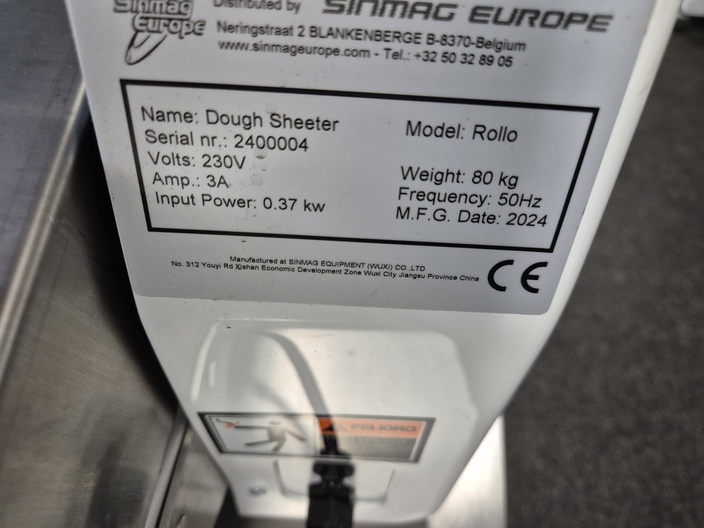 Sinmag
Europe
Distributed by SINMAG EUROPE
Neringstraat 2 BLANKENBERGE B-8370-Belgium
www.sinmageurope.com - Tel.: +32 50 32 89 05
Name: Dough Sheeter
Model: Rollo
Serial nr.: 2400004
Volts: 230V
Weight: 80 kg
Amp.: 3A
Frequency: 50Hz
Input Power: 0.37 kw
M.F.G. Date: 2024
Manufactured at SINMAG EQUIPMENT (WUXI) CO.,LTD
No. 312 Youyi Rd Xishan Economic Development Zone Wuxi City Jiangsu Province China
CE
PELIGRO